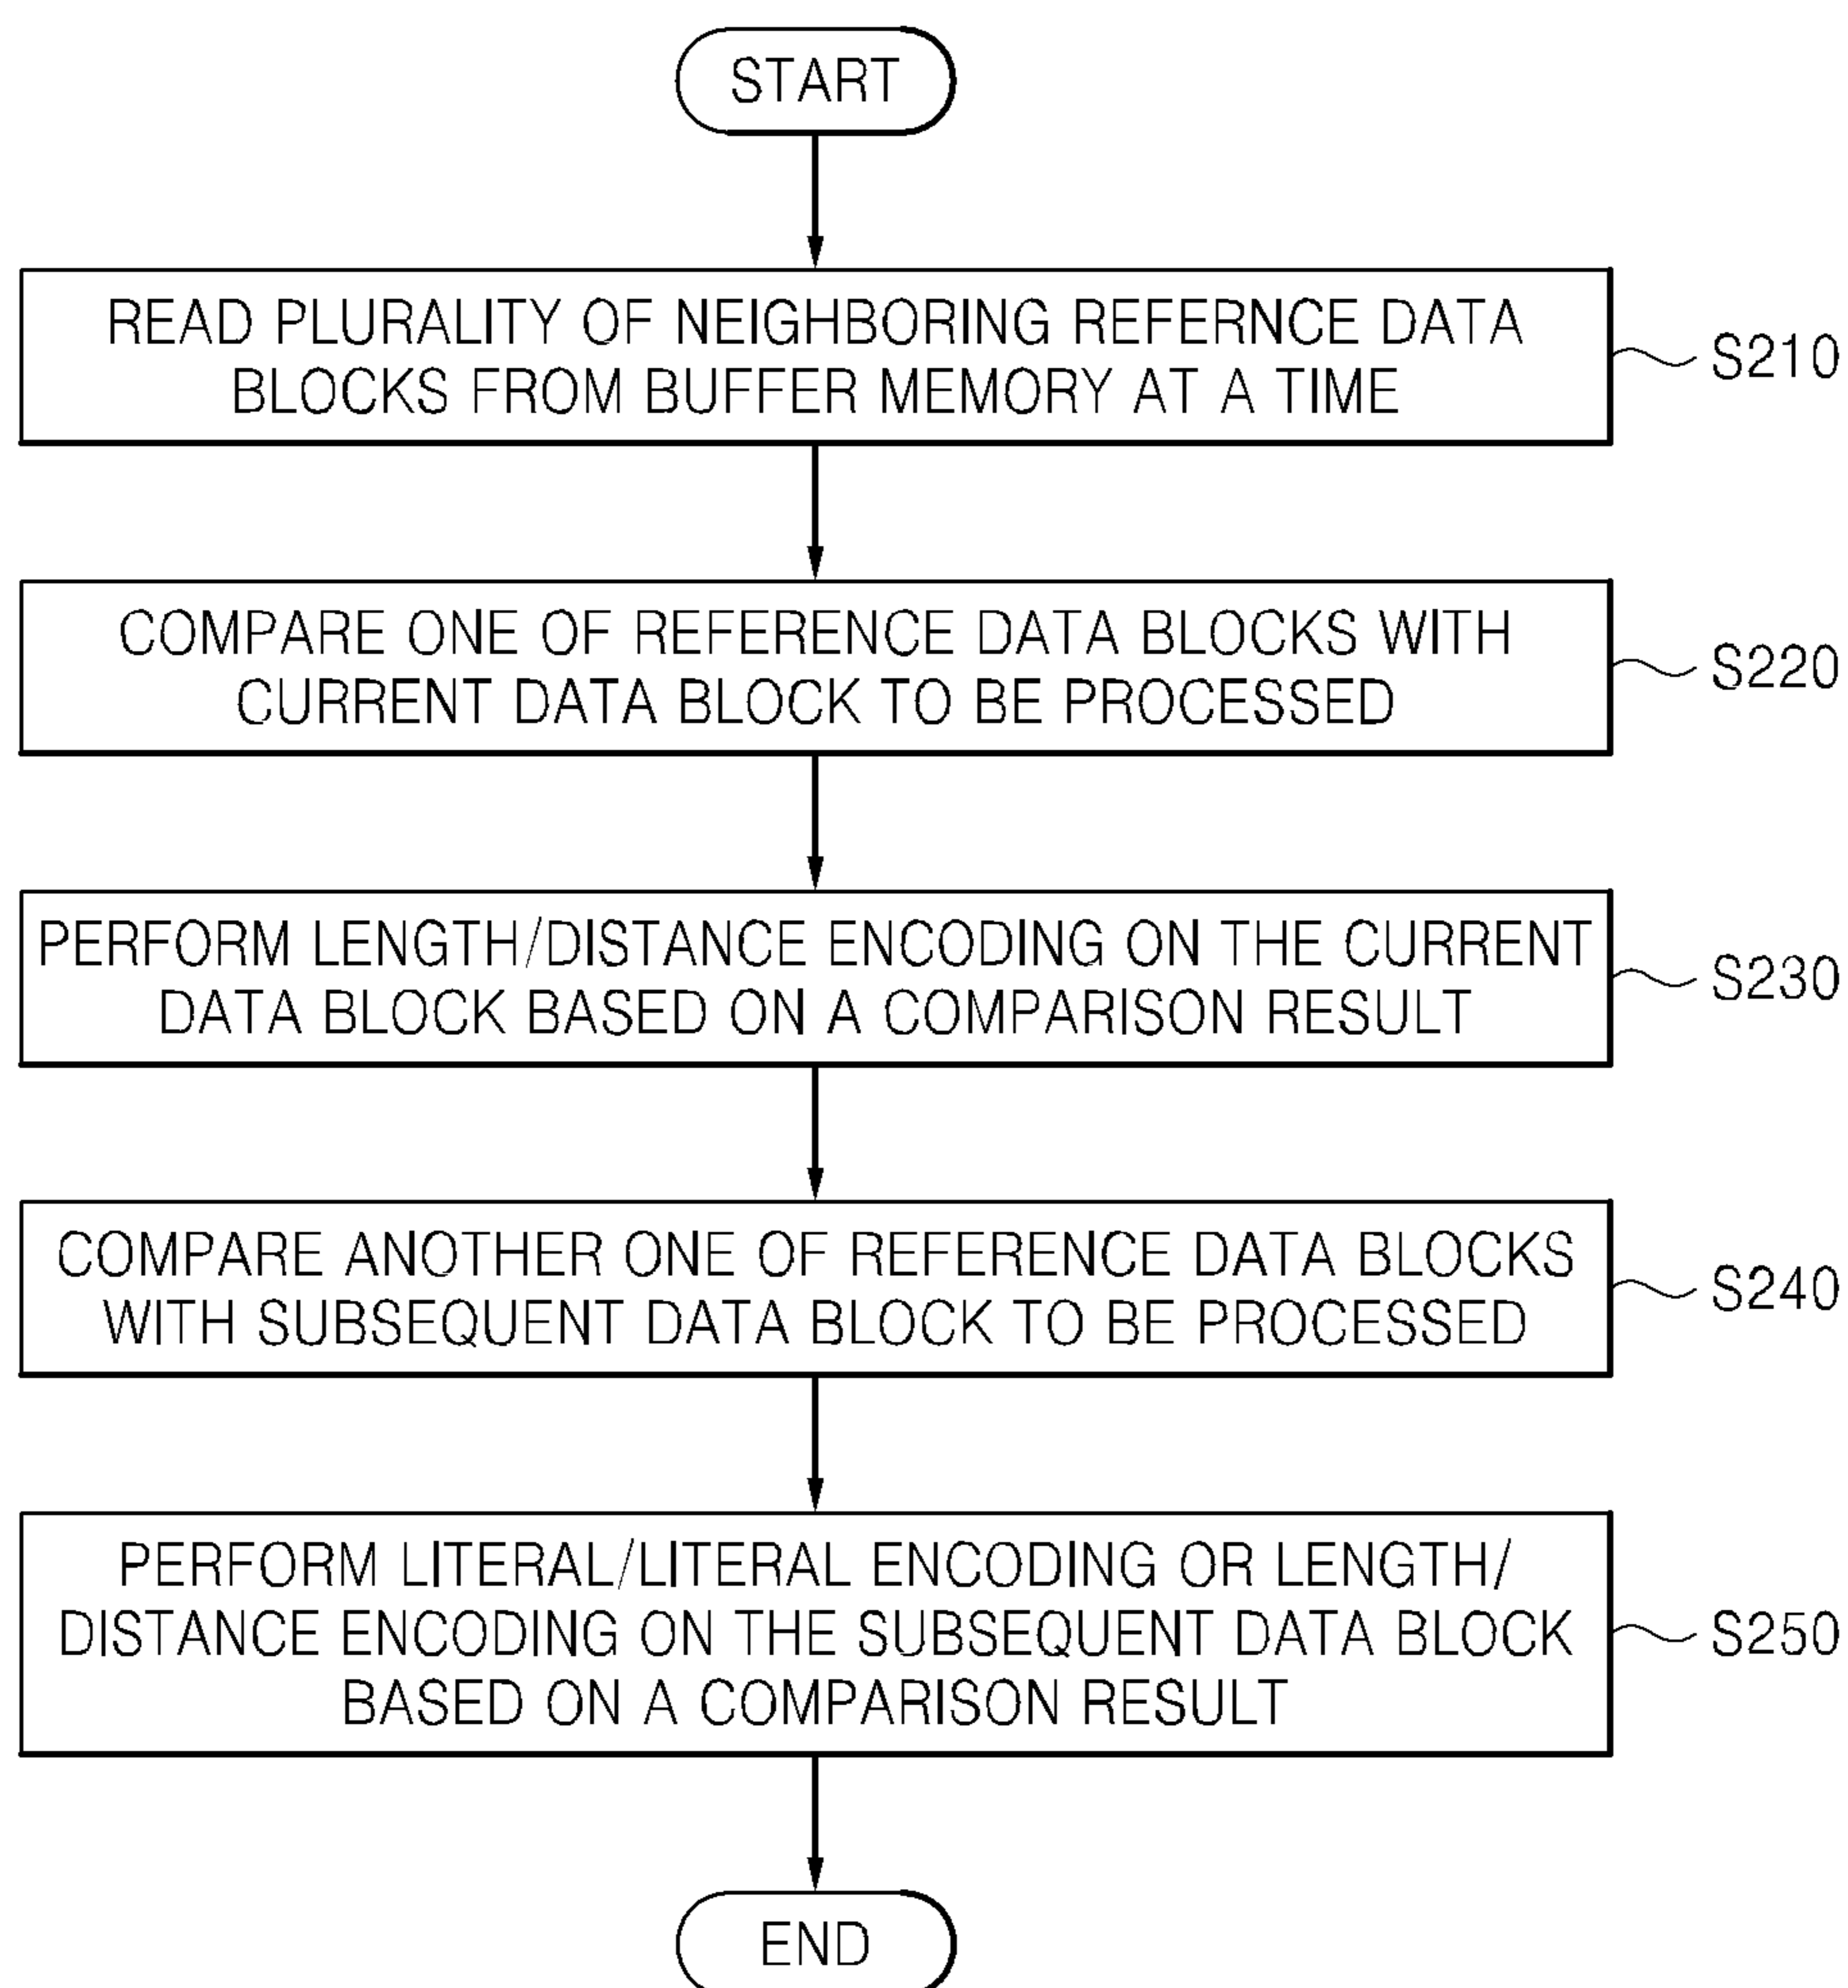 START
READ PLURALITY OF NEIGHBORING REFERNCE DATA
BLOCKS FROM BUFFER MEMORY AT A TIME
S210
COMPARE ONE OF REFERENCE DATA BLOCKS WITH
CURRENT DATA BLOCK TO BE PROCESSED
S220
PERFORM LENGTH/DISTANCE ENCODING ON THE CURRENT
DATA BLOCK BASED ON A COMPARISON RESULT
S230
COMPARE ANOTHER ONE OF REFERENCE DATA BLOCKS
WITH SUBSEQUENT DATA BLOCK TO BE PROCESSED
S240
PERFORM LITERAL/LITERAL ENCODING OR LENGTH/
DISTANCE ENCODING ON THE SUBSEQUENT DATA BLOCK
BASED ON A COMPARISON RESULT
S250
END